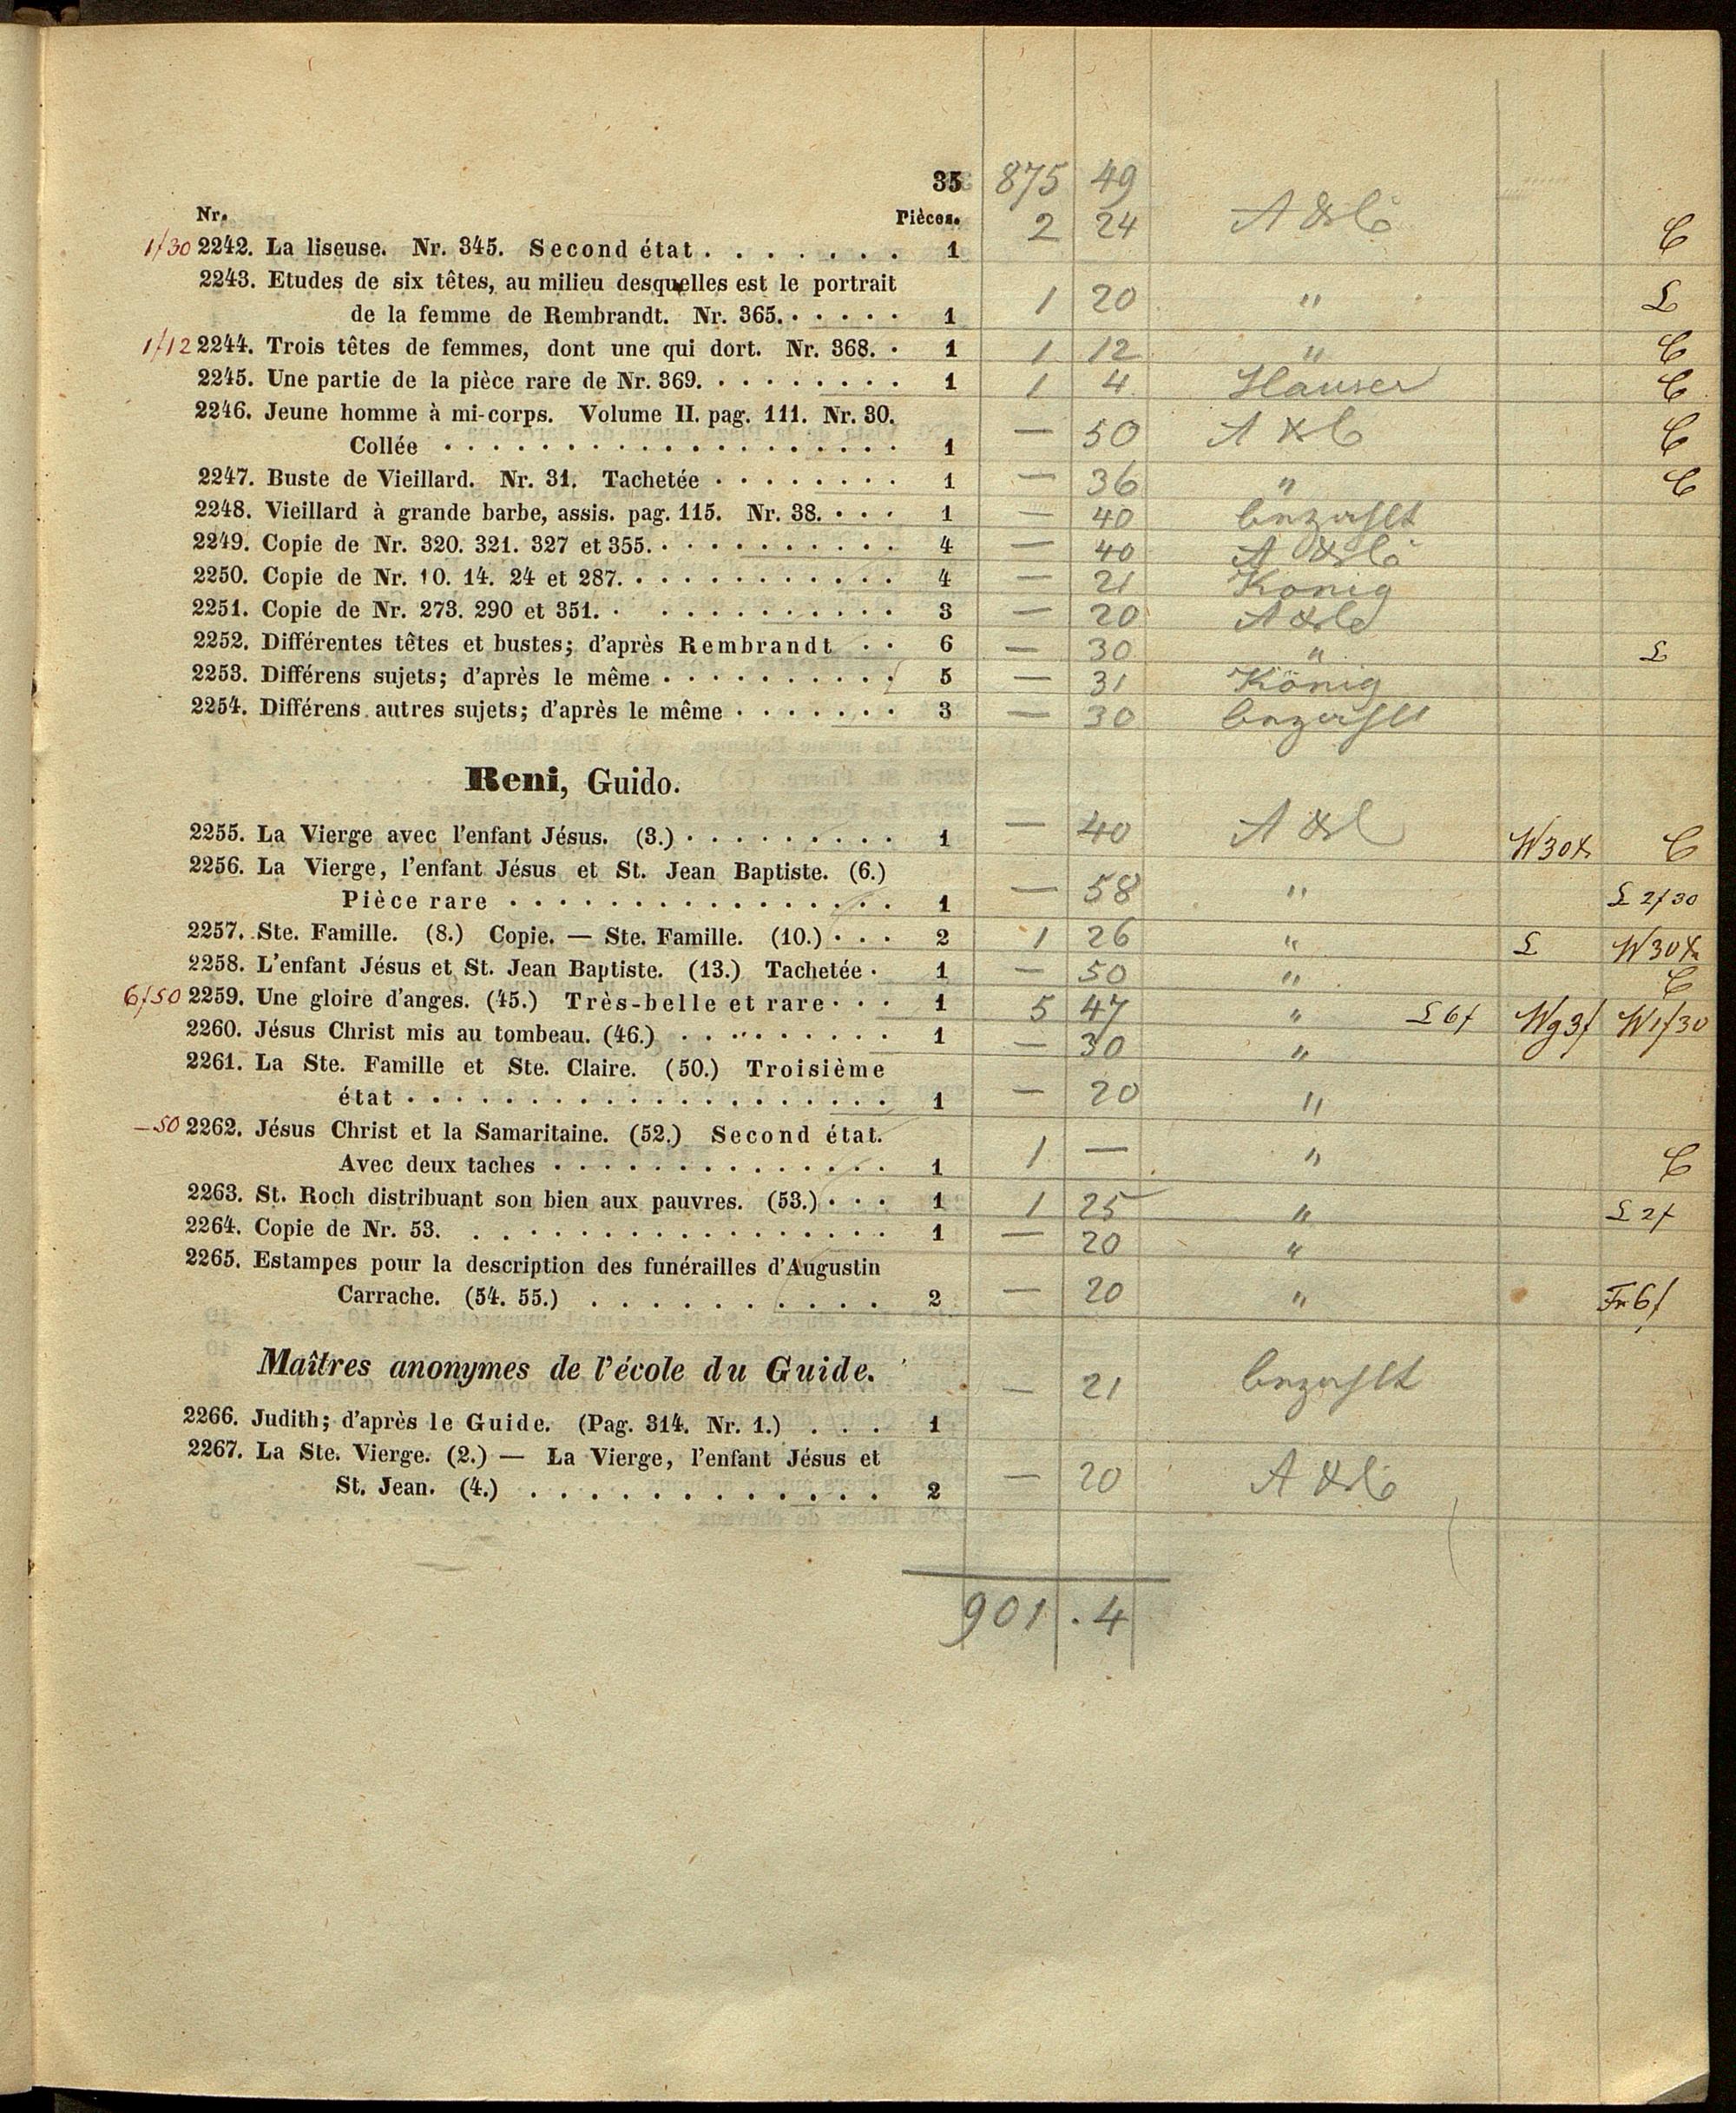 35 875 49
Nr. Pièces.
1f30 2242. La liseuse. Nr. 345. Second état . . . . . . . 1 2 24 A & Co C
2243. Etudes de six têtes, au milieu desquelles est le portrait
de la femme de Rembrandt. Nr. 365. . . . . . 1 1 20 " L
1f12 2244. Trois têtes de femmes, dont une qui dort. Nr. 368. . 1 1 12 " C
2245. Une partie de la pièce rare de Nr. 369. . . . . . . . . 1 1 4 Hauser C
2246. Jeune homme à mi-corps. Volume II. pag. 111. Nr. 30.
Collée . . . . . . . . . . . . . . . . . . . 1 — 50 A & C C
2247. Buste de Vieillard. Nr. 31. Tachetée . . . . . . . . 1 — 36 " C
2248. Vieillard à grande barbe, assis. pag. 115. Nr. 38. . . . 1 — 40
2249. Copie de Nr. 320. 321. 327 et 355. . . . . . . . . . . 4 — 40 A & Co
2250. Copie de Nr. 10. 14. 24 et 287. . . . . . . . . . . . 4 — 21 König
2251. Copie de Nr. 273. 290 et 351. . . . . . . . . . . . 3 — 20 A & Co
2252. Différentes têtes et bustes; d'après Rembrandt . . 6 — 30 " L
2253. Différens sujets; d'après le même . . . . . . . . . . 5 — 31 König
2254. Différens autres sujets; d'après le même . . . . . . . 3 — 30
Reni, Guido.
2255. La Vierge avec l'enfant Jésus. (3.) . . . . . . . . . 1 — 40 A & C W30x C
2256. La Vierge, l'enfant Jésus et St. Jean Baptiste. (6.)
Pièce rare . . . . . . . . . . . . . . . . 1 — 58 " L 2f30
2257. Ste. Famille. (8.) Copie. — Ste. Famille. (10.) . . . 2 1 26 " L W30x
2258. L'enfant Jésus et St. Jean Baptiste. (13.) Tachetée . 1 — 50 " C
6f50 2259. Une gloire d'anges. (45.) Très-belle et rare . . . 1 5 47 " L6f Wg3f W1f30
2260. Jésus Christ mis au tombeau. (46.) . . . . . . . . . 1 — 30 "
2261. La Ste. Famille et Ste. Claire. (50.) Troisième
état . . . . . . . . . . . . . . . . . . . . 1 — 20 "
—50 2262. Jésus Christ et la Samaritaine. (52.) Second état.
Avec deux taches . . . . . . . . . . . . . . 1 1 — " C
2263. St. Roch distribuant son bien aux pauvres. (53.) . . . 1 1 25 " L 2f
2264. Copie de Nr. 53. . . . . . . . . . . . . . . . . . . 1 — 20 "
2265. Estampes pour la description des funérailles d'Augustin
Carrache. (54. 55.) . . . . . . . . . . 2 — 20 " Fr 6f
Maîtres anonymes de l'école du Guide.
2266. Judith; d'après le Guide. (Pag. 314. Nr. 1.) . . . 1 — 21
2267. La Ste. Vierge. (2.) — La Vierge, l'enfant Jésus et
St. Jean. (4.) . . . . . . . . . . . . 2 — 20 A & Co
901 . 4